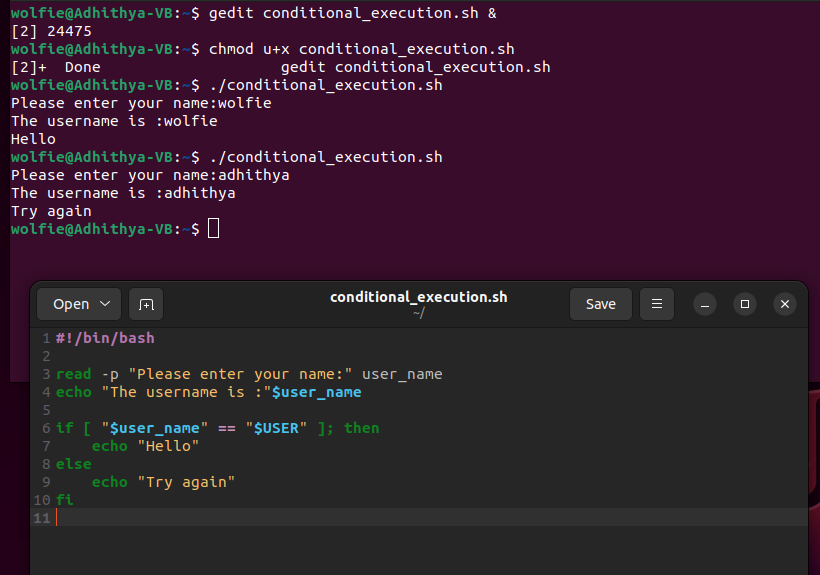 wolfie@Adhithya-VB:~$ gedit conditional_execution.sh &
[2] 24475
wolfie@Adhithya-VB:~$ chmod u+x conditional_execution.sh
[2]+  Done                    gedit conditional_execution.sh
wolfie@Adhithya-VB:~$ ./conditional_execution.sh
Please enter your name:wolfie
The username is :wolfie
Hello
wolfie@Adhithya-VB:~$ ./conditional_execution.sh
Please enter your name:adhithya
The username is :adhithya
Try again
wolfie@Adhithya-VB:~$
Open conditional_execution.sh Save
~/
1 #!/bin/bash
2
3 read -p "Please enter your name:" user_name
4 echo "The username is :"$user_name
5
6 if [ "$user_name" == "$USER" ]; then
7     echo "Hello"
8 else
9     echo "Try again"
10 fi
11